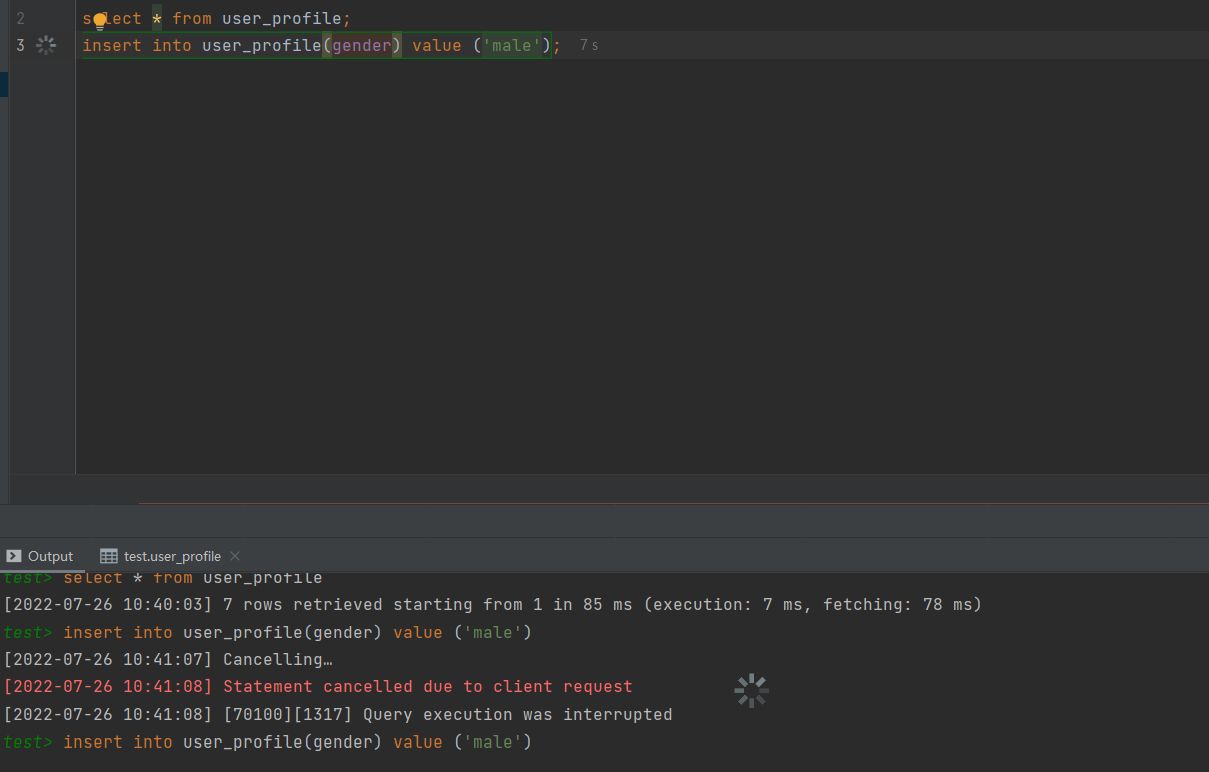 2 select * from user_profile;
3 insert into user_profile(gender) value ('male'); 7 s
Output test.user_profile
test> select * from user_profile
[2022-07-26 10:40:03] 7 rows retrieved starting from 1 in 85 ms (execution: 7 ms, fetching: 78 ms)
test> insert into user_profile(gender) value ('male')
[2022-07-26 10:41:07] Cancelling…
[2022-07-26 10:41:08] Statement cancelled due to client request
[2022-07-26 10:41:08] [70100][1317] Query execution was interrupted
test> insert into user_profile(gender) value ('male')